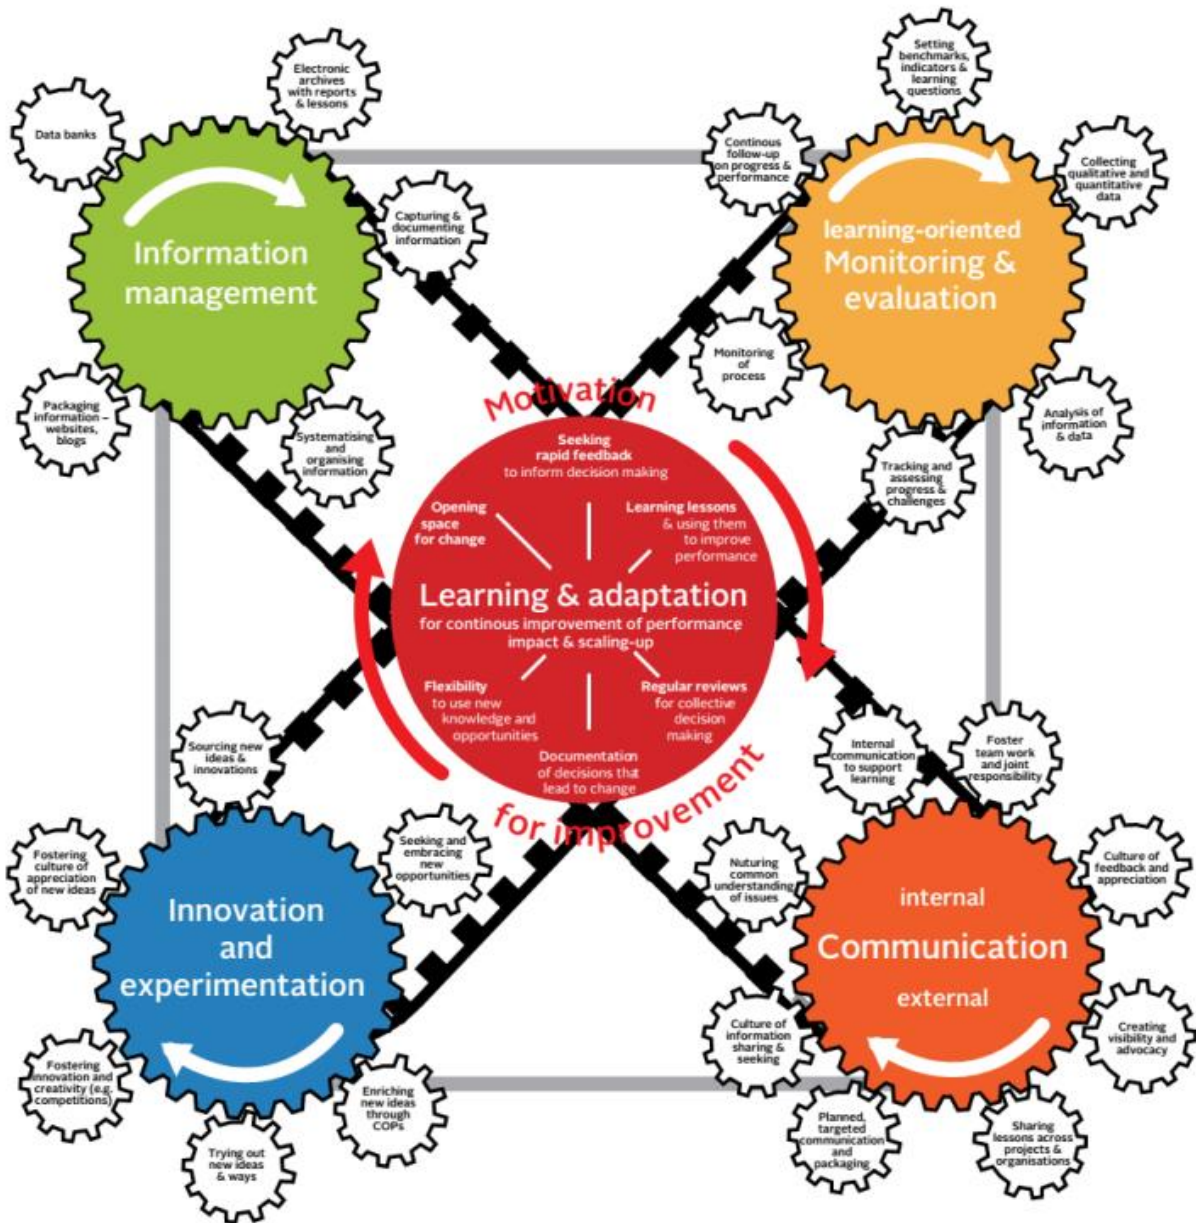 Electronic
archives
with reports
& lessons
Data banks
Capturing &
documenting
information
Information
management
Packaging
information –
websites,
blogs
Systematising
and
organising
information
Setting
benchmarks,
indicators &
learning
questions
Continous
follow-up
on progress &
performance
Collecting
qualitative and
quantitative
data
learning-oriented
Monitoring &
evaluation
Monitoring
of
process
Analysis of
information
& data
Tracking and
assessing
progress &
challenges
Motivation
Seeking
rapid feedback
to inform decision making
Opening
space
for change
Learning lessons
& using them
to improve
performance
Learning & adaptation
for continous improvement of performance
impact & scaling-up
Flexibility
to use new
knowledge and
opportunities
Regular reviews
for collective
decision
making
Documentation
of decisions that
lead to change
for improvement
Sourcing new
ideas &
innovations
Fostering
culture of
appreciation
of new ideas
Seeking and
embracing
new
opportunities
Innovation
and
experimentation
Fostering
innovation and
creativity (e.g.
competitions)
Trying out
new ideas
& ways
Enriching
new ideas
through
COPs
Internal
communication
to support
learning
Foster
team work
and joint
responsibility
Nuturing
common
understanding
of issues
Culture of
feedback and
appreciation
internal
Communication
external
Culture of
information
sharing &
seeking
Creating
visibility and
advocacy
Planned,
targeted
communication
and
packaging
Sharing
lessons across
projects &
organisations